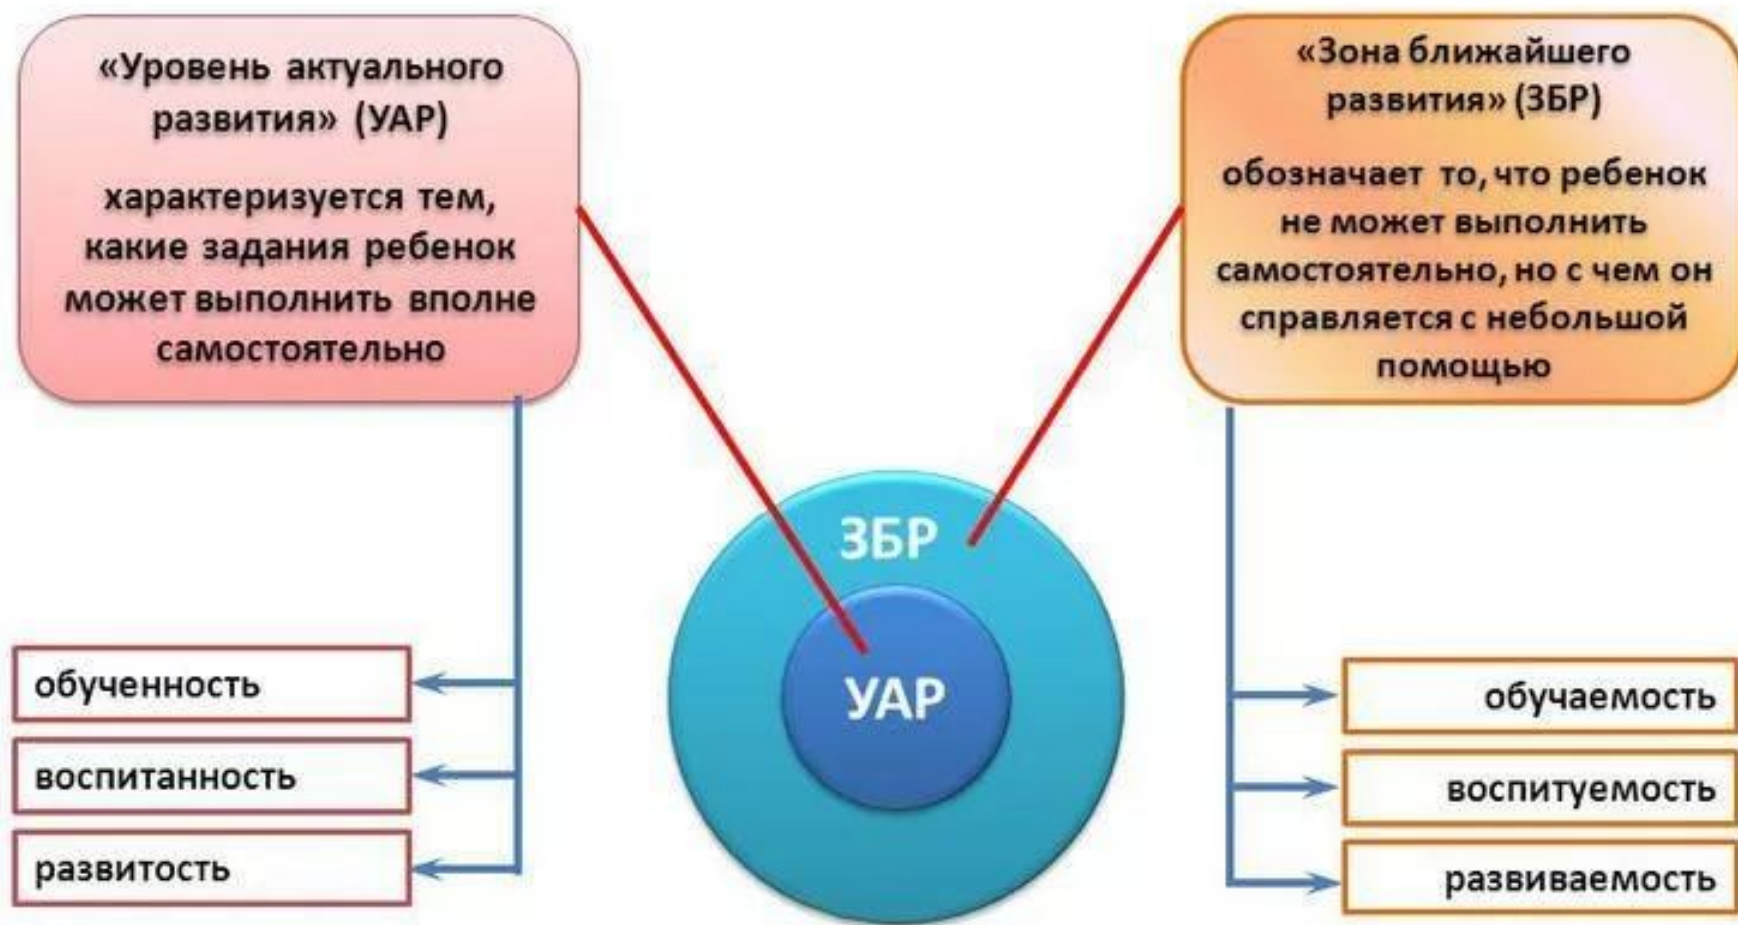 «Уровень актуального
развития» (УАР)
характеризуется тем,
какие задания ребенок
может выполнить вполне
самостоятельно
«Зона ближайшего
развития» (ЗБР)
обозначает то, что ребенок
не может выполнить
самостоятельно, но с чем он
справляется с небольшой
помощью
ЗБР
УАР
обученность
воспитанность
развитость
обучаемость
воспитуемость
развиваемость